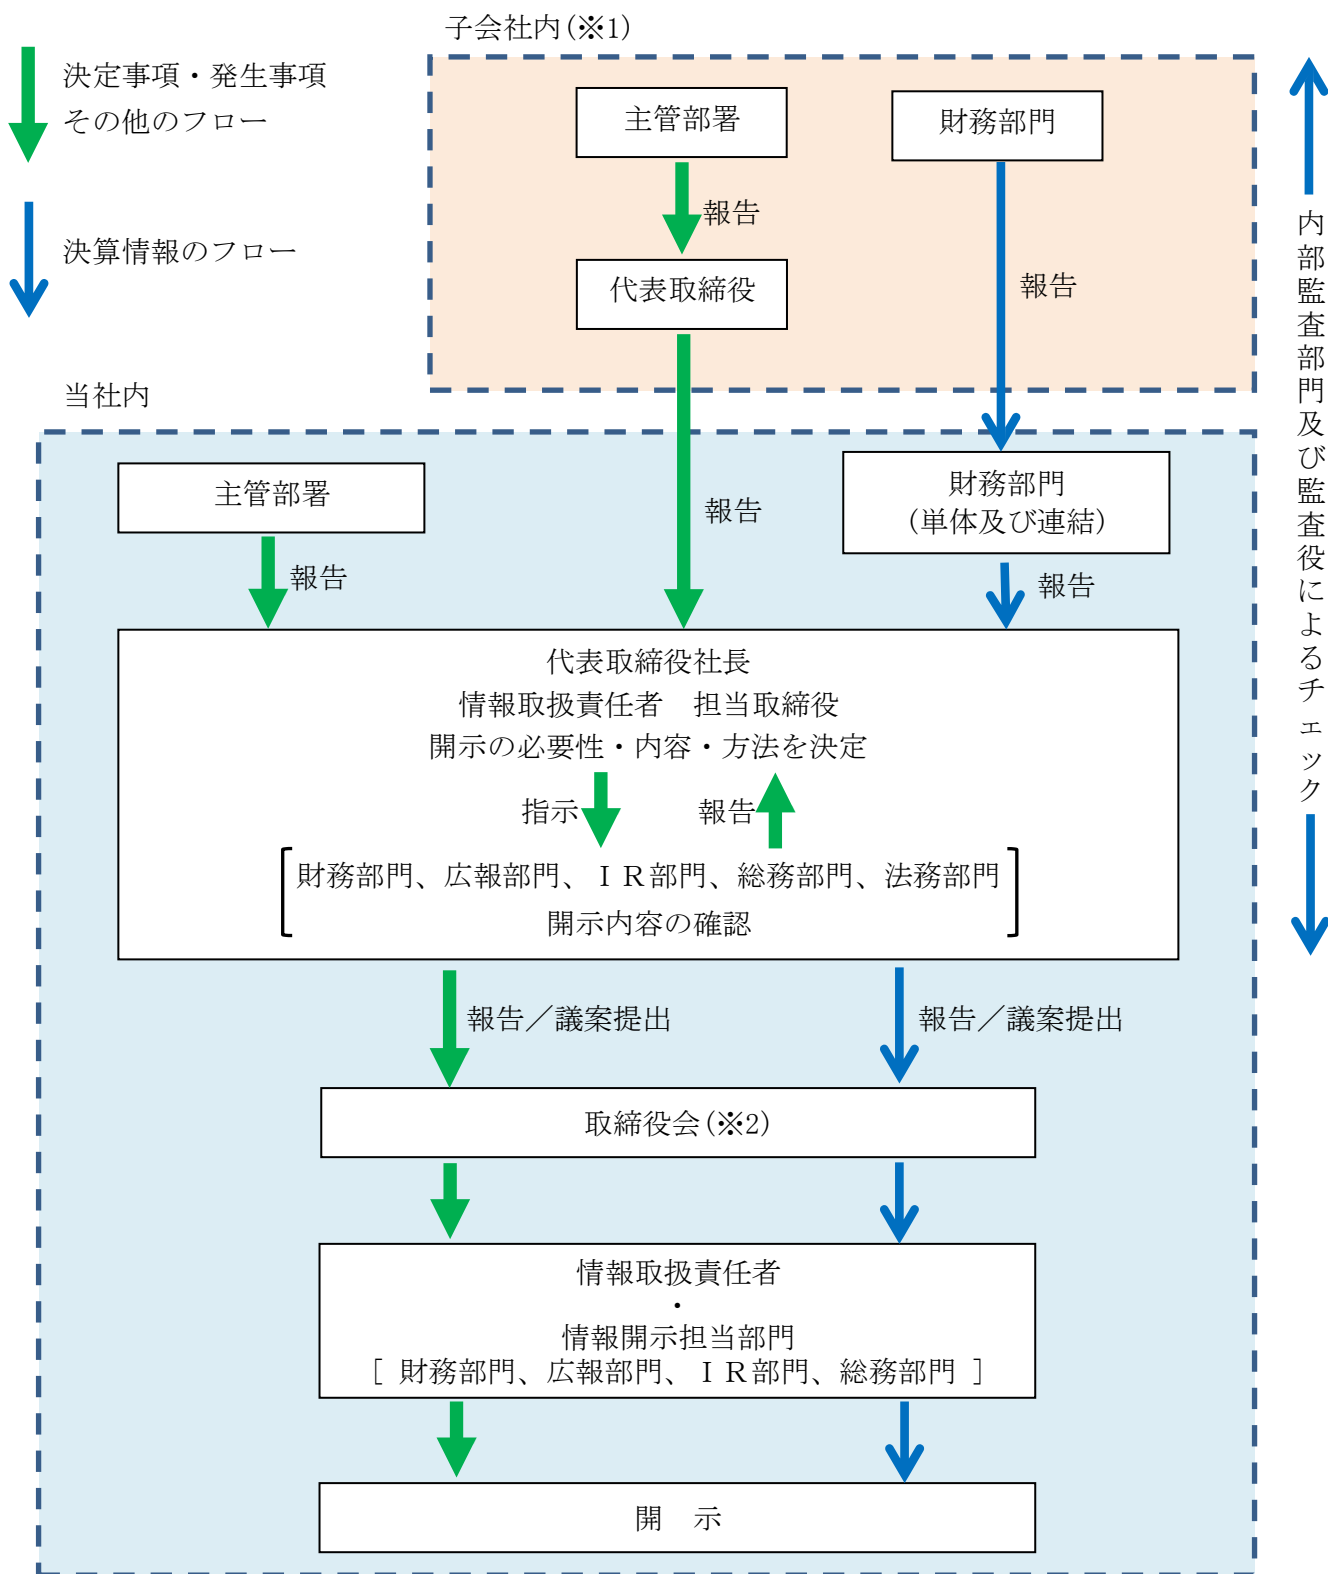 子会社内(※1)
決定事項・発生事項
その他のフロー
決算情報のフロー
主管部署
財務部門
報告
代表取締役
報告
内部監査部門及び監査役によるチェック
当社内
主管部署
報告
財務部門
(単体及び連結)
報告
報告
代表取締役社長
情報取扱責任者　担当取締役
開示の必要性・内容・方法を決定
指示
報告
財務部門、広報部門、ＩＲ部門、総務部門、法務部門
開示内容の確認
報告／議案提出
報告／議案提出
取締役会(※2)
情報取扱責任者
・
情報開示担当部門
[ 財務部門、広報部門、ＩＲ部門、総務部門 ]
開　示